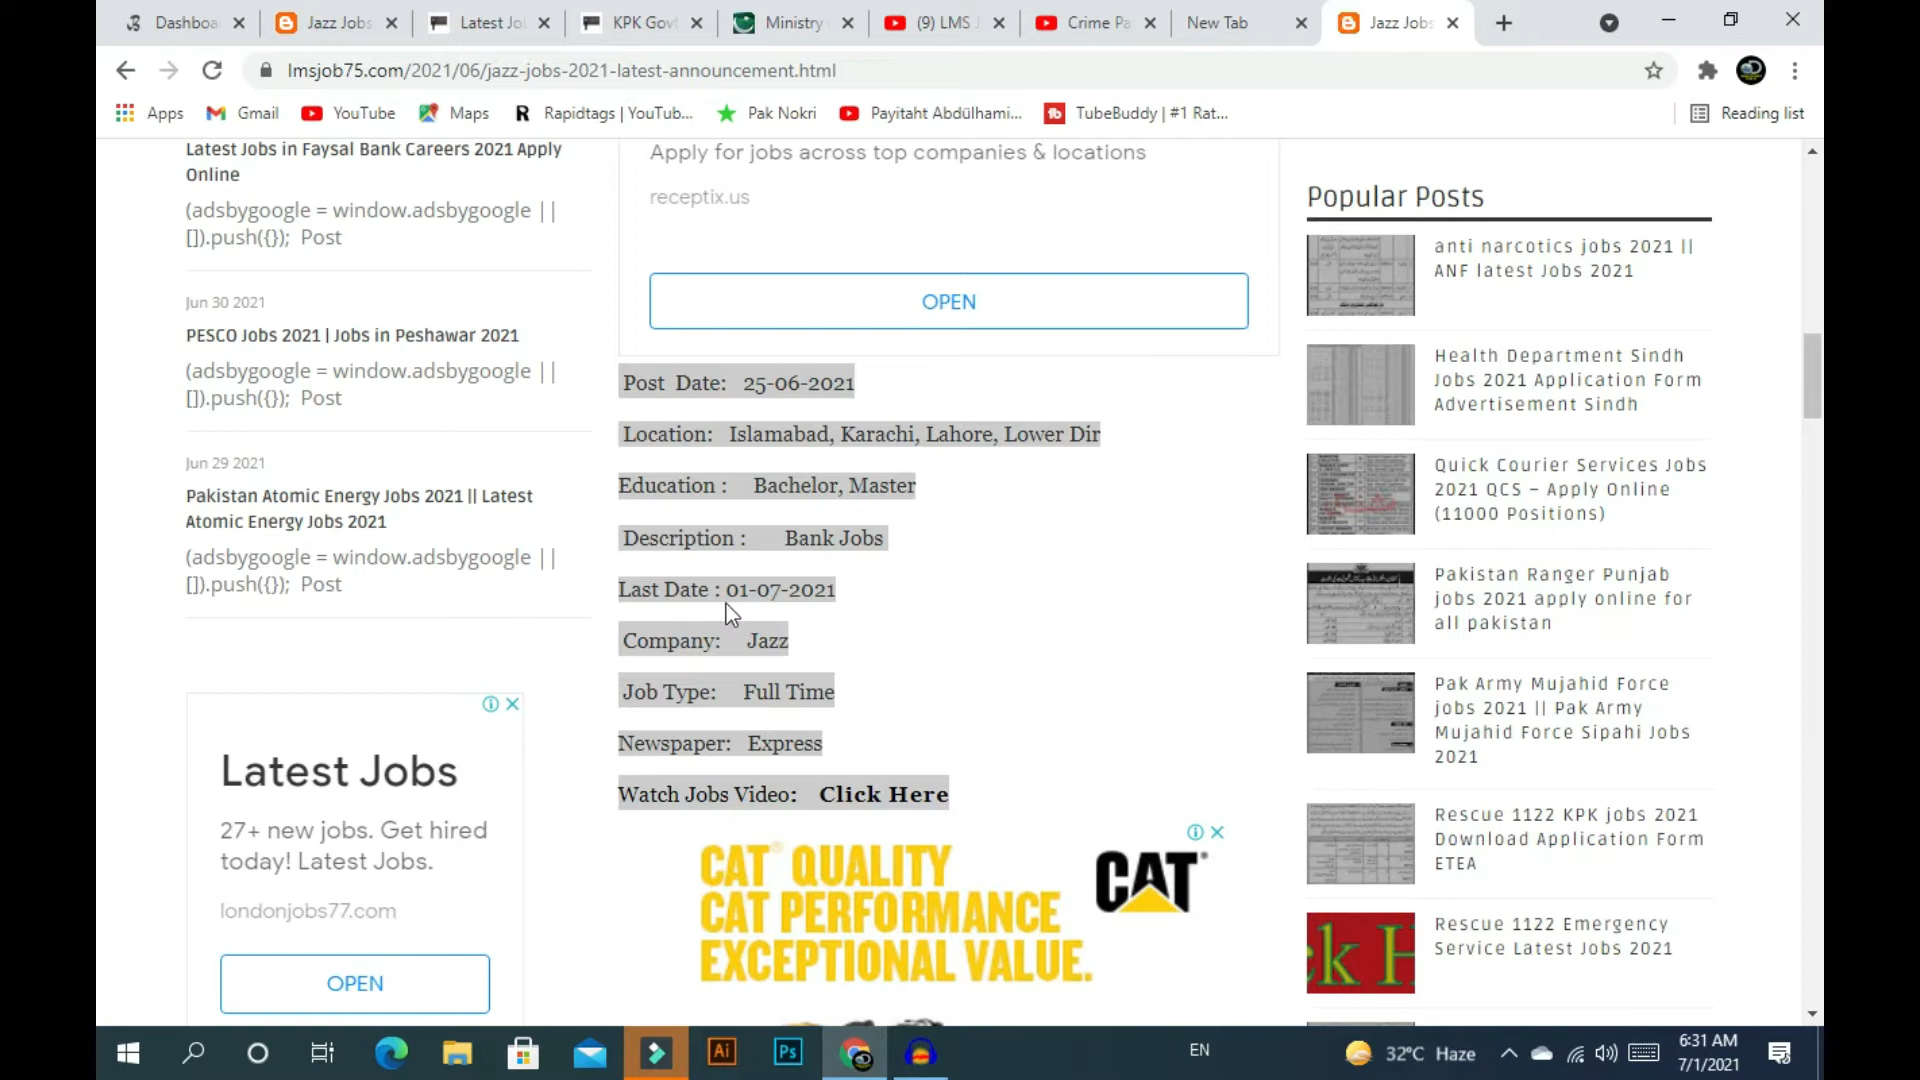 Dashboa
Jazz Jobs
Latest Jo
KPK Govt
Ministry
(9) LMS J
Crime Pa
New Tab
Jazz Jobs
lmsjob75.com/2021/06/jazz-jobs-2021-latest-announcement.html
Apps
Gmail
YouTube
Maps
Rapidtags | YouTub...
Pak Nokri
Payitaht Abdülhami...
TubeBuddy | #1 Rat...
Reading list
Latest Jobs in Faysal Bank Careers 2021 Apply
Online
(adsbygoogle = window.adsbygoogle ||
[]).push({}); Post
Jun 30 2021
PESCO Jobs 2021 | Jobs in Peshawar 2021
(adsbygoogle = window.adsbygoogle ||
[]).push({}); Post
Jun 29 2021
Pakistan Atomic Energy Jobs 2021 || Latest
Atomic Energy Jobs 2021
(adsbygoogle = window.adsbygoogle ||
[]).push({}); Post
Latest Jobs
27+ new jobs. Get hired
today! Latest Jobs.
londonjobs77.com
OPEN
Apply for jobs across top companies & locations
receptix.us
OPEN
Post Date: 25-06-2021
Location: Islamabad, Karachi, Lahore, Lower Dir
Education : Bachelor, Master
Description : Bank Jobs
Last Date : 01-07-2021
Company: Jazz
Job Type: Full Time
Newspaper: Express
Watch Jobs Video: Click Here
CAT® QUALITY
CAT PERFORMANCE
EXCEPTIONAL VALUE.
CAT®
Popular Posts
anti narcotics jobs 2021 ||
ANF latest Jobs 2021
Health Department Sindh
Jobs 2021 Application Form
Advertisement Sindh
Quick Courier Services Jobs
2021 QCS – Apply Online
(11000 Positions)
Pakistan Ranger Punjab
jobs 2021 apply online for
all pakistan
Pak Army Mujahid Force
jobs 2021 || Pak Army
Mujahid Force Sipahi Jobs
2021
Rescue 1122 KPK jobs 2021
Download Application Form
ETEA
ck H
Rescue 1122 Emergency
Service Latest Jobs 2021
Ai
Ps
EN
32°C Haze
6:31 AM
7/1/2021